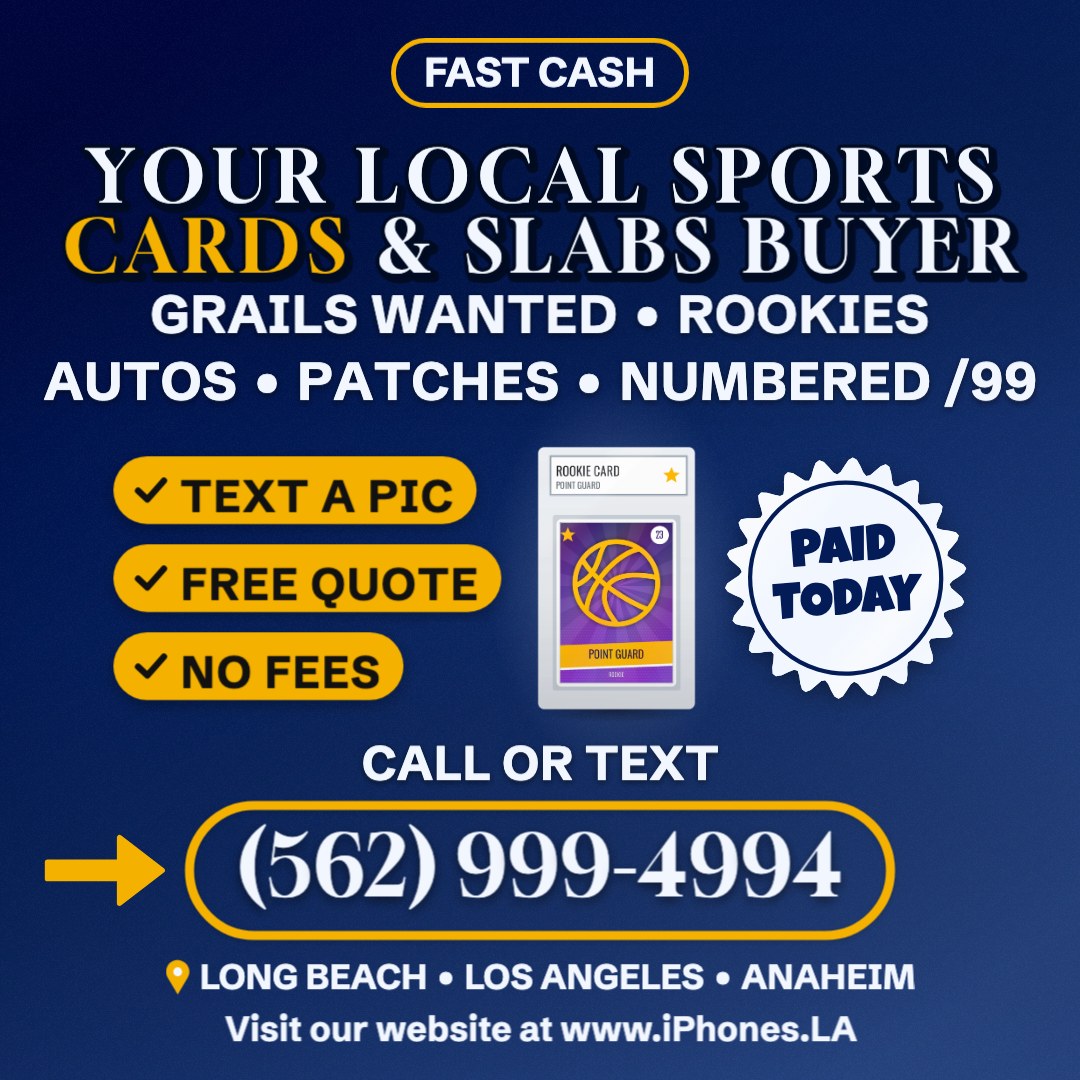 FAST CASH
YOUR LOCAL SPORTS
CARDS & SLABS BUYER
GRAILS WANTED • ROOKIES
AUTOS • PATCHES • NUMBERED /99
TEXT A PIC
FREE QUOTE
NO FEES
ROOKIE CARD
POINT GUARD
23
POINT GUARD
ROOKIE
PAID
TODAY
CALL OR TEXT
(562) 999-4994
LONG BEACH • LOS ANGELES • ANAHEIM
Visit our website at www.iPhones.LA